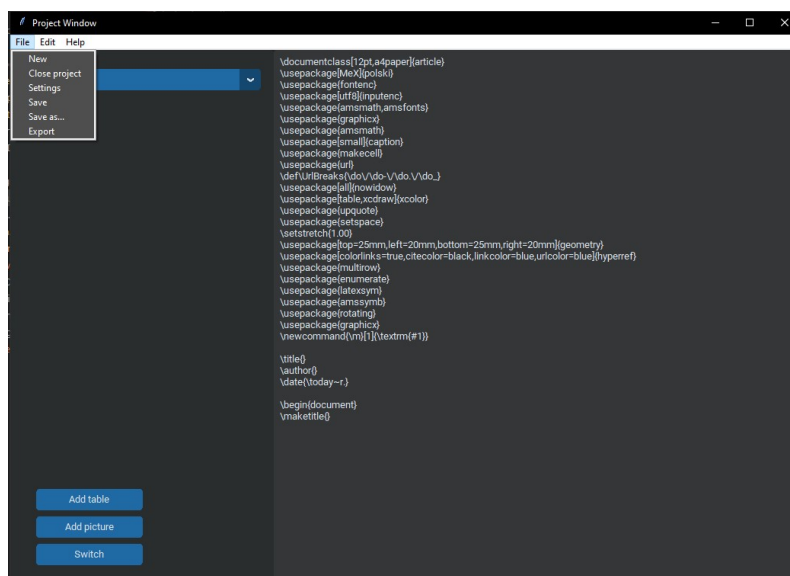 Project Window
File Edit Help
New
Close project
Settings
Save
Save as...
Export
\documentclass[12pt,a4paper]{article}
\usepackage[MeX]{polski}
\usepackage{fontenc}
\usepackage[utf8]{inputenc}
\usepackage{amsmath,amsfonts}
\usepackage{graphicx}
\usepackage{amsmath}
\usepackage[small]{caption}
\usepackage{makecell}
\usepackage{url}
\def\UrlBreaks{\do\/\do-\/\do.\/\do_}
\usepackage[all]{nowidow}
\usepackage[table,xcdraw]{xcolor}
\usepackage{upquote}
\usepackage{setspace}
\setstretch{1.00}
\usepackage[top=25mm,left=20mm,bottom=25mm,right=20mm]{geometry}
\usepackage[colorlinks=true,citecolor=black,linkcolor=blue,urlcolor=blue]{hyperref}
\usepackage{multirow}
\usepackage{enumerate}
\usepackage{latexsym}
\usepackage{amssymb}
\usepackage{rotating}
\usepackage{graphicx}
\newcommand{\m}[1]{\textrm{#1}}
\title{}
\author{}
\date{\today~r.}
\begin{document}
\maketitle{}
Add table
Add picture
Switch